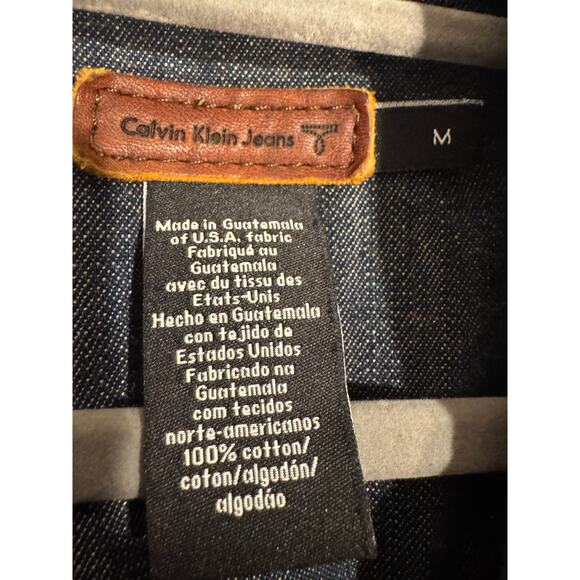 Calvin Klein Jeans
M
Made in Guatemala
of U.S.A. fabric
Fabriqué au
Guatemala
avec du tissu des
Etats-Unis
Hecho en Guatemala
con tejido de
Estados Unidos
Fabricado na
Guatemala
com tecidos
norte-americanos
100% cotton/
coton/algodón/
algodáo